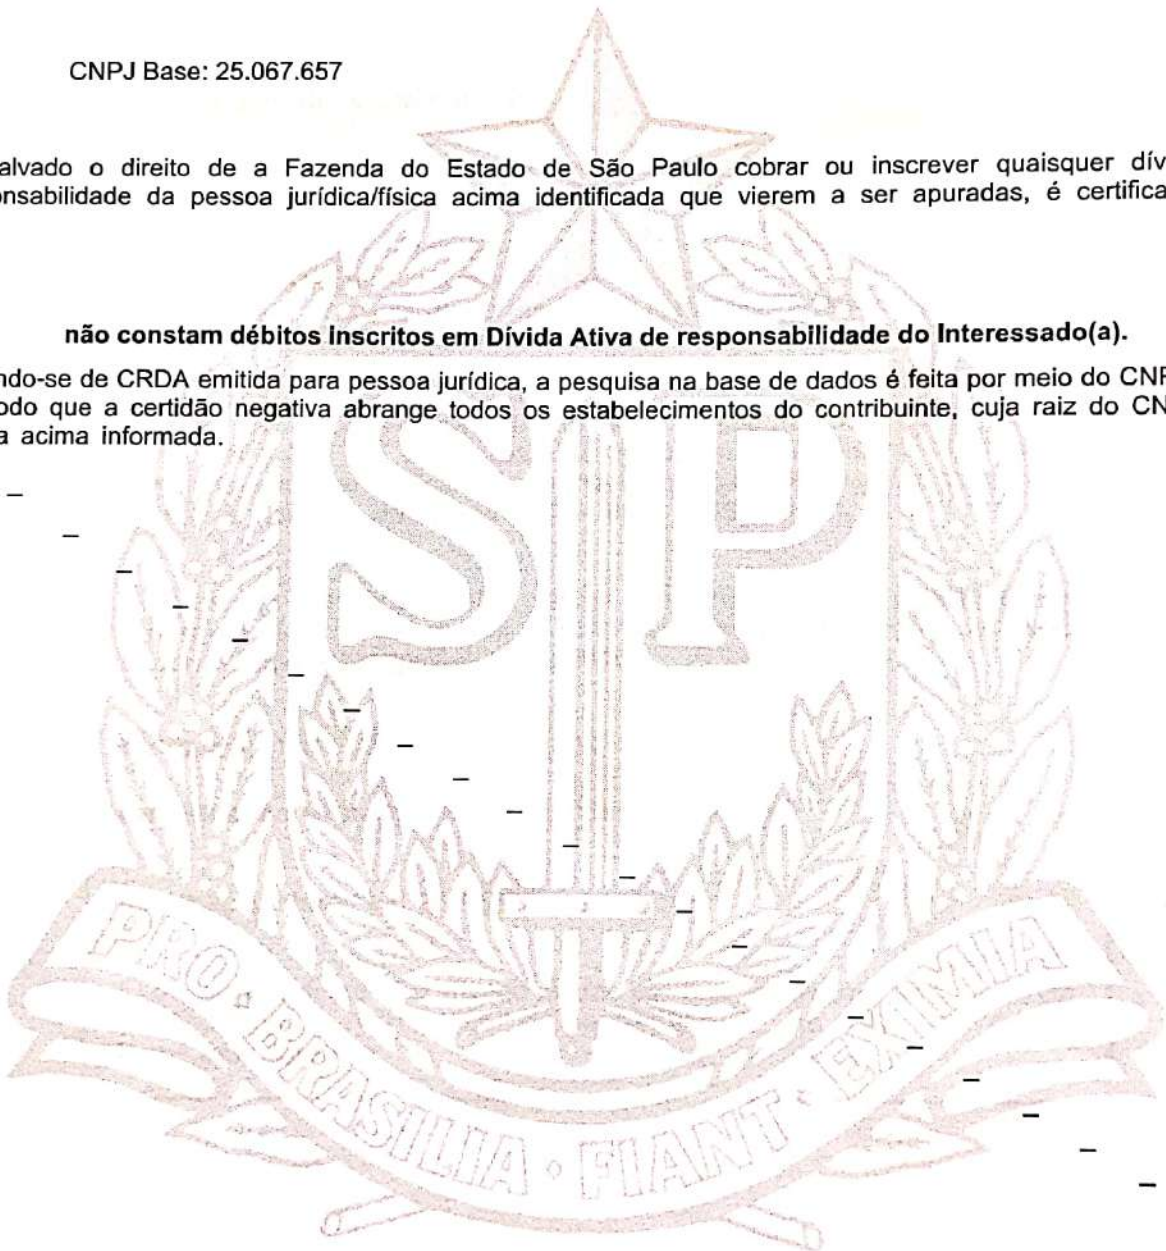 CNPJ Base: 25.067.657
alvado o direito de a Fazenda do Estado de São Paulo cobrar ou inscrever quaisquer dív
onsabilidade da pessoa jurídica/física acima identificada que vierem a ser apuradas, é certifica
não constam débitos inscritos em Dívida Ativa de responsabilidade do Interessado(a).
ndo-se de CRDA emitida para pessoa jurídica, a pesquisa na base de dados é feita por meio do CNP
odo que a certidão negativa abrange todos os estabelecimentos do contribuinte, cuja raiz do CN
a acima informada.
SP
PRO BRASILIA FIANT EXIMIA